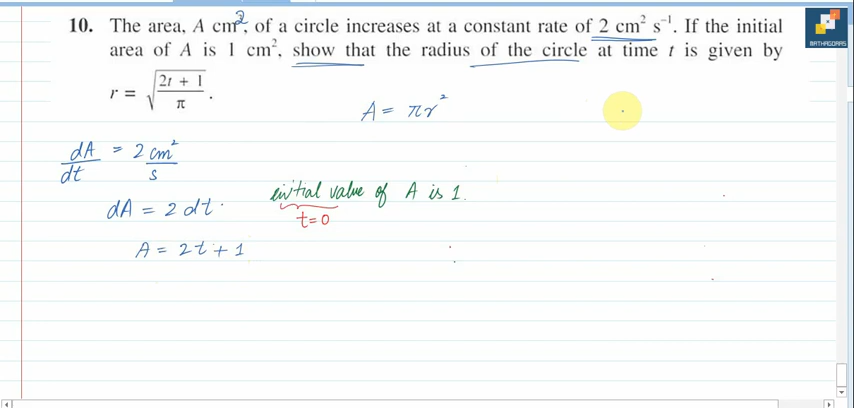 10. The area, A cm², of a circle increases at a constant rate of 2 cm² s⁻¹. If the initial
area of A is 1 cm², show that the radius of the circle at time t is given by
r = √((2t + 1)/π) .
A = πr²
dA/dt = 2 cm²/s
initial value of A is 1.
t=0
dA = 2 dt.
A = 2t + 1
MATHAGORAS